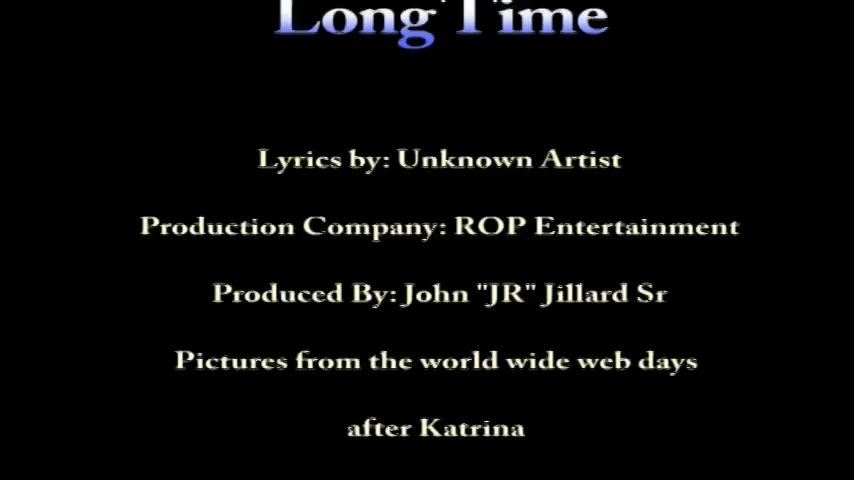 Long Time
Lyrics by: Unknown Artist
Production Company: ROP Entertainment
Produced By: John "JR" Jillard Sr
Pictures from the world wide web days
after Katrina